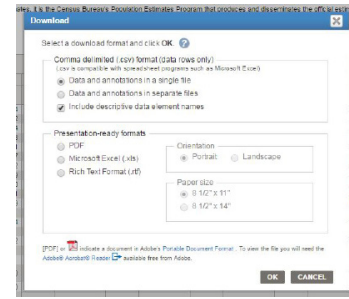 ates. It is the Census Bureau's Population Estimates Program that produces and disseminates the official estim
Download
Select a download format and click OK.
Comma delimited (.csv) format (data rows only)
(.csv is compatible with spreadsheet programs such as Microsoft Excel)
Data and annotations in a single file
Data and annotations in separate files
Include descriptive data element names
Presentation-ready formats
PDF
Microsoft Excel (.xls)
Rich Text Format (.rtf)
Orientation
Portrait Landscape
Paper size
8 1/2" x 11"
8 1/2" x 14"
[PDF] or indicate a document in Adobe's Portable Document Format. To view the file you will need the
Adobe® Acrobat® Reader available free from Adobe.
OK CANCEL